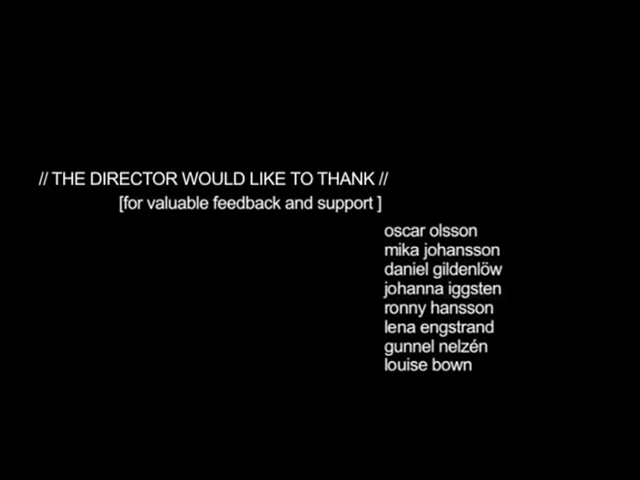 // THE DIRECTOR WOULD LIKE TO THANK //
[for valuable feedback and support ]
oscar olsson
mika johansson
daniel gildenlöw
johanna iggsten
ronny hansson
lena engstrand
gunnel nelzén
louise bown